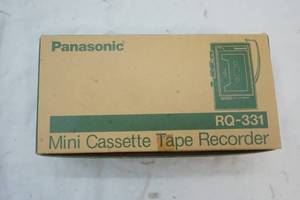 Panasonic
RQ-331
Mini Cassette Tape Recorder